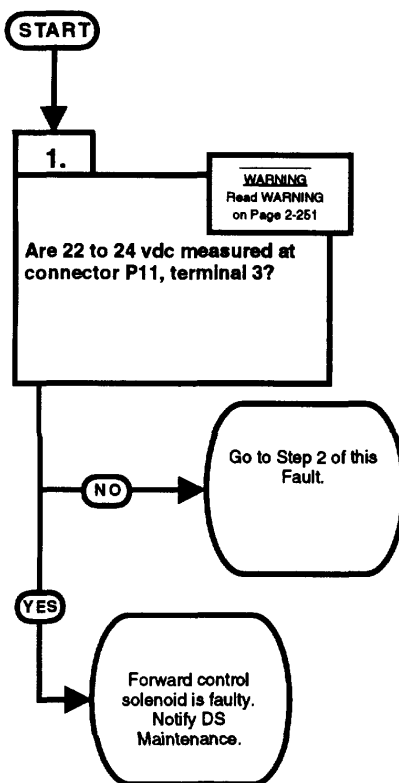 START
1.
WARNING
Read WARNING
on Page 2-251
Are 22 to 24 vdc measured at
connector P11, terminal 3?
Go to Step 2 of this
Fault.
NO
YES
Forward control
solenoid is faulty.
Notify DS
Maintenance.